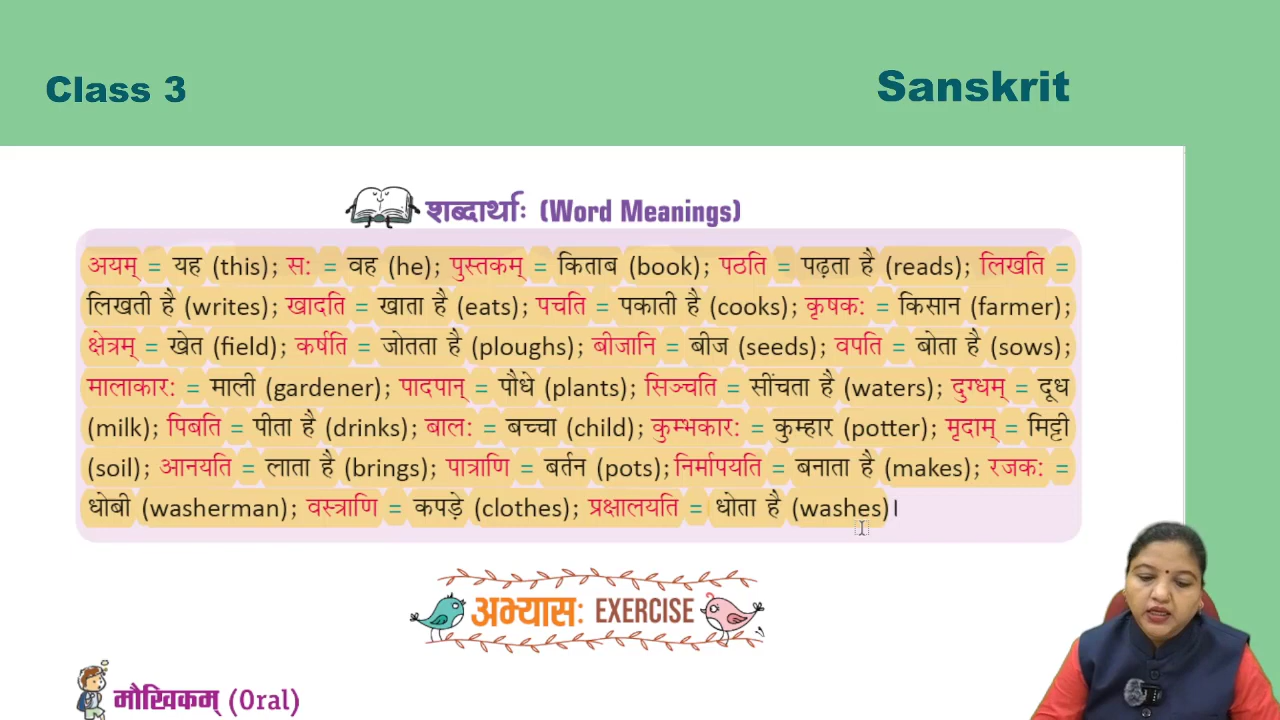 Class 3
Sanskrit
शब्दार्थाः (Word Meanings)
अयम् = यह (this); सः = वह (he); पुस्तकम् = किताब (book); पठति = पढ़ता है (reads); लिखति =
लिखती है (writes); खादति = खाता है (eats); पचति = पकाती है (cooks); कृषकः = किसान (farmer);
क्षेत्रम् = खेत (field); कर्षति = जोतता है (ploughs); बीजानि = बीज (seeds); वपति = बोता है (sows);
मालाकारः = माली (gardener); पादपान् = पौधे (plants); सिञ्चति = सींचता है (waters); दुग्धम् = दूध
(milk); पिबति = पीता है (drinks); बालः = बच्चा (child); कुम्भकारः = कुम्हार (potter); मृदाम् = मिट्टी
(soil); आनयति = लाता है (brings); पात्राणि = बर्तन (pots); निर्मापयति = बनाता है (makes); रजकः =
धोबी (washerman); वस्त्राणि = कपड़े (clothes); प्रक्षालयति = धोता है (washes)।
अभ्यासः EXERCISE
मौखिकम् (Oral)